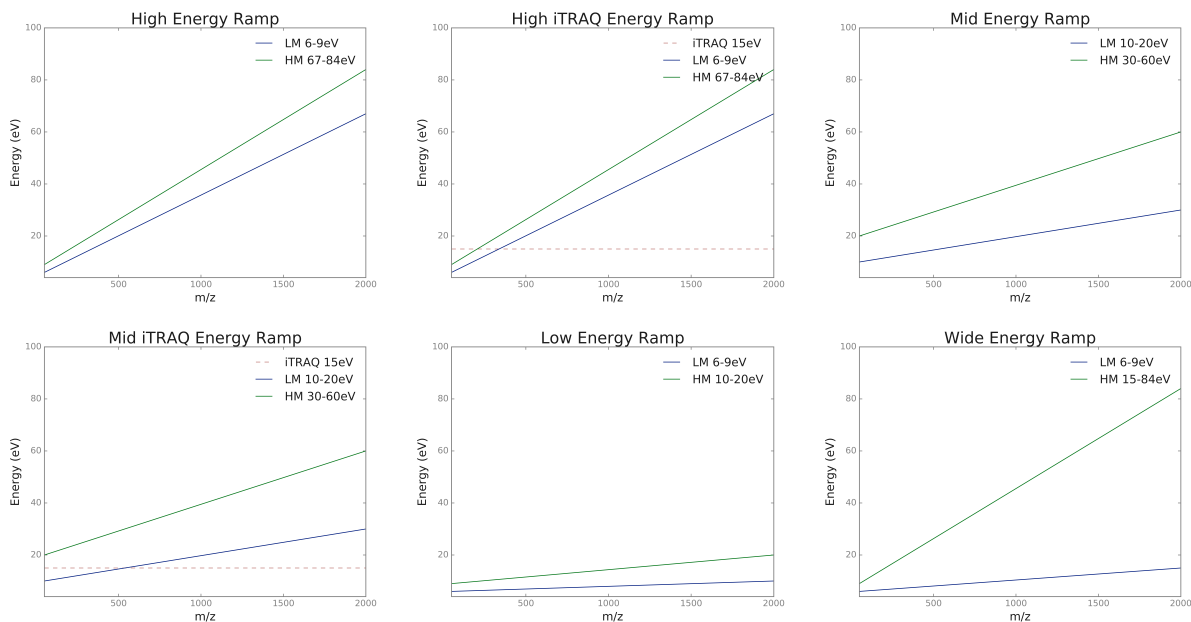 High Energy Ramp
100
80
60
40
20
Energy (eV)
LM 6-9eV
HM 67-84eV
500
1000
1500
2000
m/z
High iTRAQ Energy Ramp
100
80
60
40
20
Energy (eV)
iTRAQ 15eV
LM 6-9eV
HM 67-84eV
500
1000
1500
2000
m/z
Mid Energy Ramp
100
80
60
40
20
Energy (eV)
LM 10-20eV
HM 30-60eV
500
1000
1500
2000
m/z
Mid iTRAQ Energy Ramp
100
80
60
40
20
Energy (eV)
iTRAQ 15eV
LM 10-20eV
HM 30-60eV
500
1000
1500
2000
m/z
Low Energy Ramp
100
80
60
40
20
Energy (eV)
LM 6-9eV
HM 10-20eV
500
1000
1500
2000
m/z
Wide Energy Ramp
100
80
60
40
20
Energy (eV)
LM 6-9eV
HM 15-84eV
500
1000
1500
2000
m/z